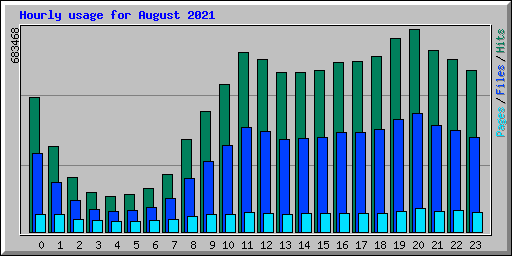 Hourly usage for August 2021
683468
Pages / Files / Hits
0 1 2 3 4 5 6 7 8 9 10 11 12 13 14 15 16 17 18 19 20 21 22 23